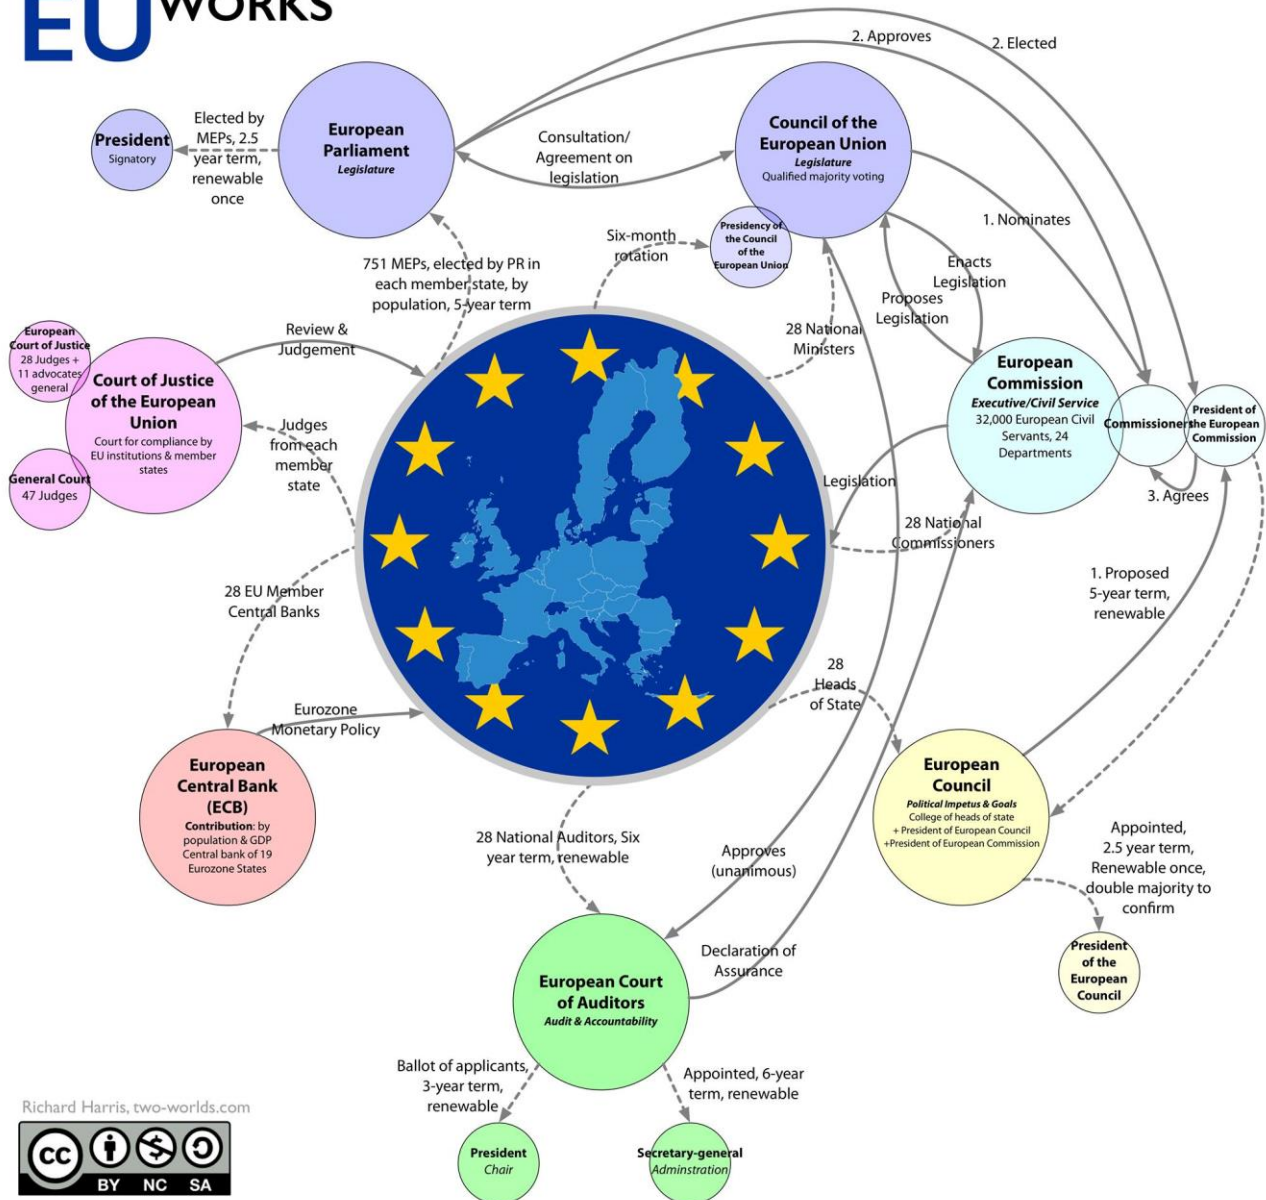 EU WORKS
2. Approves
2. Elected
President
Signatory
Elected by
MEPs, 2.5
year term,
renewable
once
European
Parliament
Legislature
Consultation/
Agreement on
legislation
Council of the
European Union
Legislature
Qualified majority voting
Presidency of
the Council
of the
European Union
Six-month
rotation
1. Nominates
751 MEPs, elected by PR in
each member state, by
population, 5-year term
Enacts
Legislation
Proposes
Legislation
28 National
Ministers
European
Court of Justice
28 Judges +
11 advocates
general
Court of Justice
of the European
Union
Court for compliance by
EU institutions & member
states
General Court
47 Judges
Review &
Judgement
Judges
from each
member
state
European
Commission
Executive/Civil Service
32,000 European Civil
Servants, 24
Departments
Commissioners
President of
the European
Commission
3. Agrees
Legislation
28 National
Commissioners
1. Proposed
5-year term,
renewable
28 EU Member
Central Banks
Eurozone
Monetary Policy
28
Heads
of State
European
Central Bank
(ECB)
Contribution: by
population & GDP
Central bank of 19
Eurozone States
European
Council
Political Impetus & Goals
College of heads of state
+ President of European Council
+President of European Commission
28 National Auditors, Six
year term, renewable
Approves
(unanimous)
Appointed,
2.5 year term,
Renewable once,
double majority to
confirm
President
of the
European
Council
Declaration of
Assurance
European Court
of Auditors
Audit & Accountability
Ballot of applicants,
3-year term,
renewable
Appointed, 6-year
term, renewable
President
Chair
Secretary-general
Adminstration
Richard Harris, two-worlds.com
cc
BY NC SA